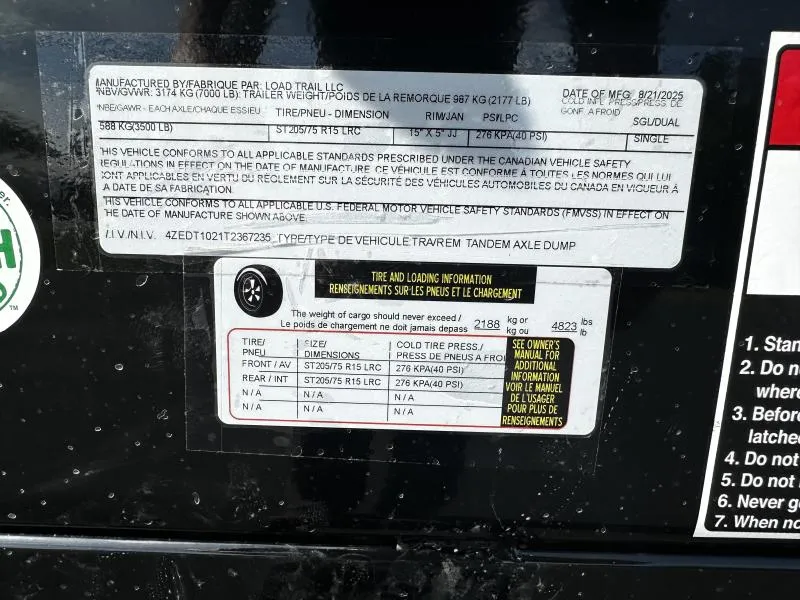 MANUFACTURED BY/FABRIQUE PAR: LOAD TRAIL LLC
NBV/GVWR: 3174 KG (7000 LB): TRAILER WEIGHT/POIDS DE LA REMORQUE 987 KG (2177 LB)
DATE OF MFG. 8/21/2025
NBE/GAWR - EACH AXLE/CHAQUE ESSIEU TIRE/PNEU - DIMENSION RIM/JAN PSI/LPC COLD INFL. PRESS/PRESS. DE GONF. A FROID SGL/DUAL
588 KG(3500 LB) ST205/75 R15 LRC 15" X 5" JJ 276 KPA(40 PSI) SINGLE
THIS VEHICLE CONFORMS TO ALL APPLICABLE STANDARDS PRESCRIBED UNDER THE CANADIAN VEHICLE SAFETY
REGULATIONS IN EFFECT ON THE DATE OF MANUFACTURE. CE VÉHICULE EST CONFORME À TOUTES LES NORMES QUI LUI
SONT APPLICABLES EN VERTU DU RÈGLEMENT SUR LA SÉCURITÉ DES VÉHICULES AUTOMOBILES DU CANADA EN VIGUEUR À
A DATE DE SA FABRICATION.
THIS VEHICLE CONFORMS TO ALL APPLICABLE U.S. FEDERAL MOTOR VEHICLE SAFETY STANDARDS (FMVSS) IN EFFECT ON
THE DATE OF MANUFACTURE SHOWN ABOVE.
V.I.V./N.I.V. 4ZEDT1021T2367235 TYPE/TYPE DE VEHICULE TRA/REM TANDEM AXLE DUMP
TIRE AND LOADING INFORMATION
RENSEIGNEMENTS SUR LES PNEUS ET LE CHARGEMENT
The weight of cargo should never exceed / 2188 kg or 4823 lbs
Le poids de chargement ne doit jamais depass kg ou lb
TIRE/ SIZE/ COLD TIRE PRESS./
PNEU DIMENSIONS PRESS DE PNEUS A FROI
FRONT / AV ST205/75 R15 LRC 276 KPA(40 PSI)
REAR / INT ST205/75 R15 LRC 276 KPA(40 PSI)
N / A N / A N / A
N / A N / A N / A
SEE OWNER'S
MANUAL FOR
ADDITIONAL
INFORMATION
VOIR LE MANUEL
DE L'USAGER
POUR PLUS DE
RENSEIGNEMENTS
er.
H
TM
1. Stan
2. Do n
where
3. Before
latche
4. Do not
5. Do not
6. Never g
7. When no